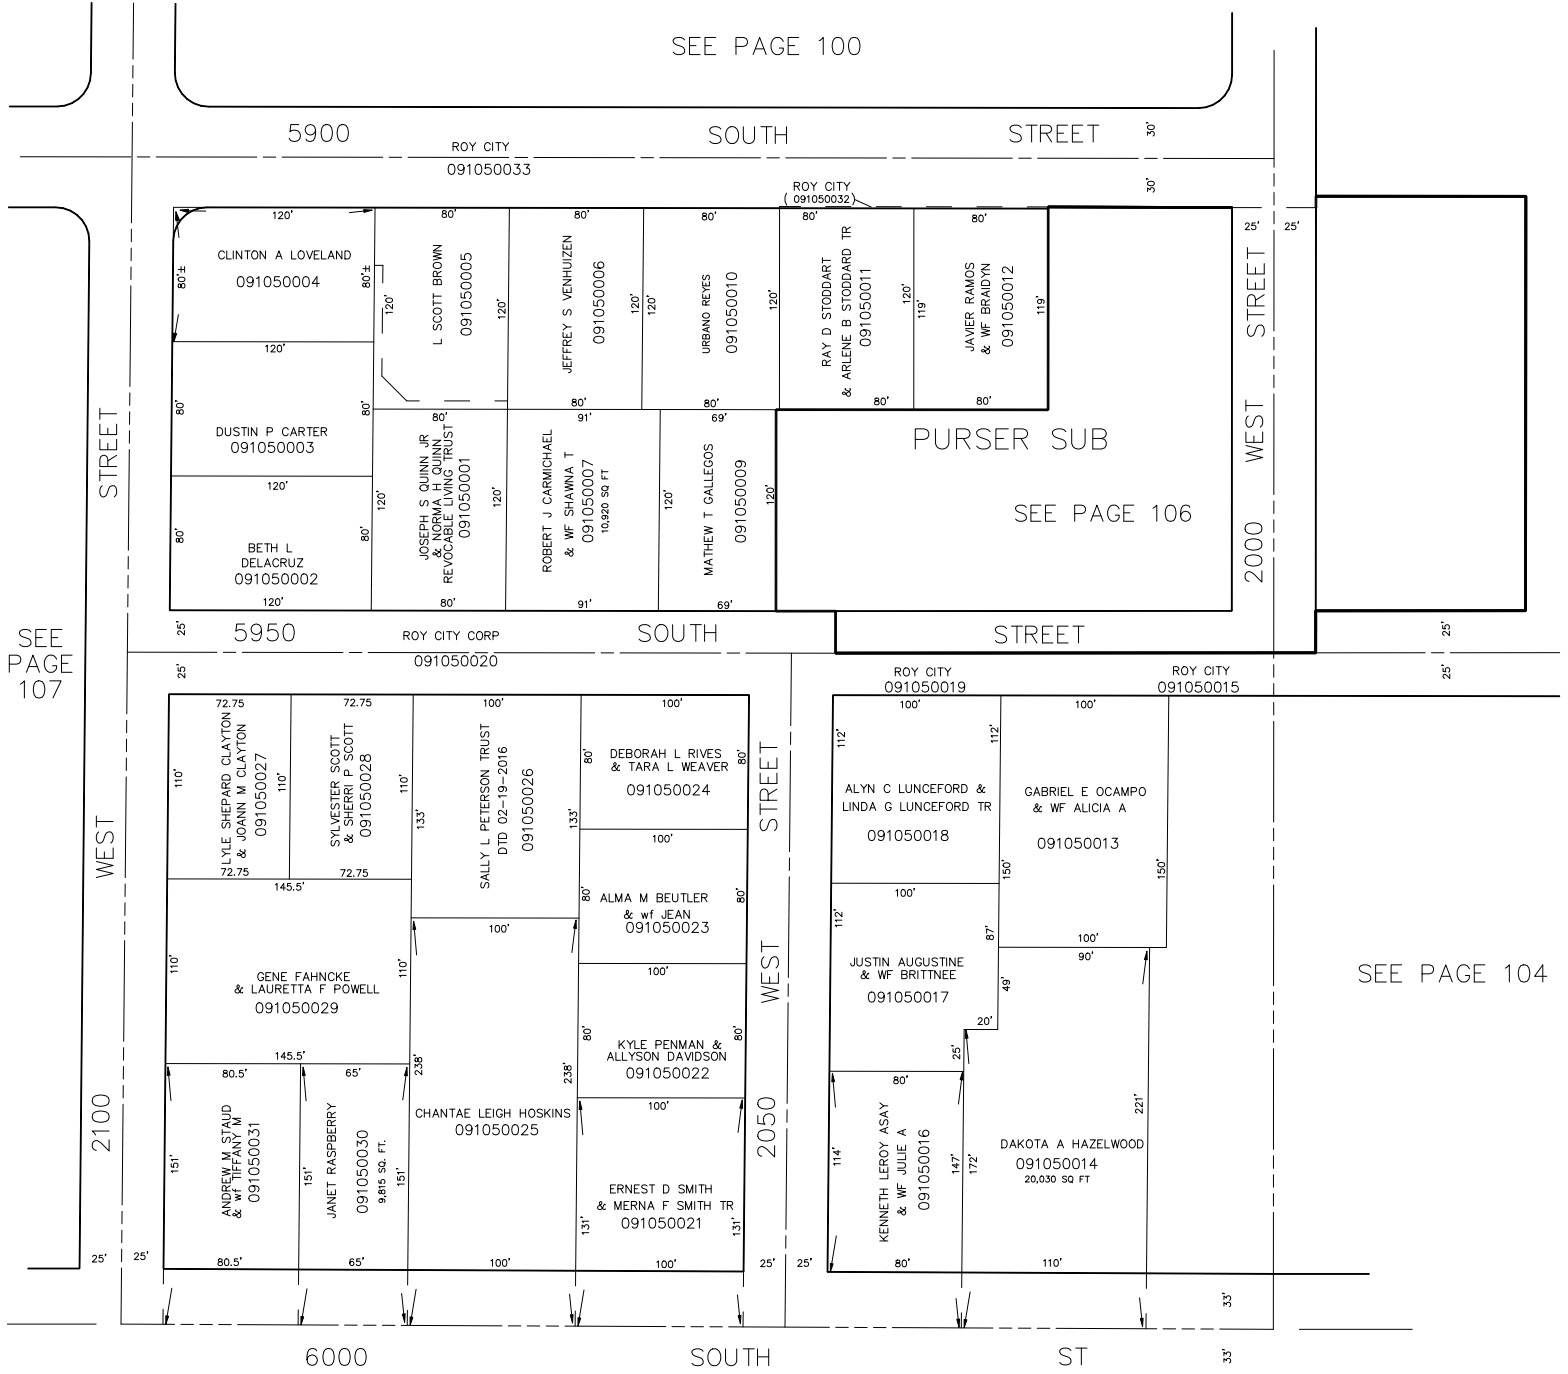 SEE PAGE 100
5900 SOUTH STREET
30'
ROY CITY
091050033
30'
ROY CITY
( 091050032)
25' 25'
120'
CLINTON A LOVELAND
091050004
80'±
80'±
120'
80'
L SCOTT BROWN
091050005
120'
120'
80'
JEFFREY S VENHUIZEN
091050006
120'
80'
80'
URBANO REYES
091050010
120'
120'
80'
80'
RAY D STODDART
& ARLENE B STODDARD TR
091050011
120'
80'
80'
JAVIER RAMOS
& WF BRAIDYN
091050012
119'
119'
80'
DUSTIN P CARTER
091050003
80'
80'
120'
BETH L
DELACRUZ
091050002
80'
80'
120'
80'
JOSEPH S QUINN JR
& NORMA H QUINN
REVOCABLE LIVING TRUST
091050001
120'
120'
80'
91'
ROBERT J CARMICHAEL
& WF SHAWNA T
091050007
10,920 SQ FT
91'
69'
MATHEW T GALLEGOS
091050009
120'
120'
69'
PURSER SUB
SEE PAGE 106
2000 WEST STREET
SEE
PAGE
107
2100 WEST STREET
25'
5950 SOUTH STREET
ROY CITY CORP
091050020
25'
25'
25'
ROY CITY
091050019
ROY CITY
091050015
72.75
LYLE SHEPARD CLAYTON
& JOANN M CLAYTON
091050027
110'
110'
72.75
72.75
SYLVESTER SCOTT
& SHERRI P SCOTT
091050028
110'
72.75
100'
SALLY L PETERSON TRUST
DTD 02-19-2016
091050026
133'
133'
100'
100'
DEBORAH L RIVES
& TARA L WEAVER
091050024
80'
80'
100'
ALMA M BEUTLER
& wf JEAN
091050023
80'
80'
100'
KYLE PENMAN &
ALLYSON DAVIDSON
091050022
80'
80'
100'
ERNEST D SMITH
& MERNA F SMITH TR
091050021
131'
131'
100'
145.5'
GENE FAHNCKE
& LAURETTA F POWELL
091050029
110'
110'
145.5'
80.5'
ANDREW M STAUD
& wf TIFFANY M
091050031
151'
80.5'
65'
JANET RASPBERRY
091050030
9,815 SQ. FT.
151'
151'
65'
238'
238'
CHANTAE LEIGH HOSKINS
091050025
100'
2050 WEST STREET
100'
ALYN C LUNCEFORD &
LINDA G LUNCEFORD TR
091050018
112'
112'
100'
100'
GABRIEL E OCAMPO
& WF ALICIA A
091050013
150'
150'
100'
JUSTIN AUGUSTINE
& WF BRITTNEE
091050017
112'
87'
49'
20'
25'
80'
KENNETH LEROY ASAY
& WF JULIE A
091050016
114'
147'
80'
90'
DAKOTA A HAZELWOOD
091050014
20,030 SQ FT
172'
221'
110'
SEE PAGE 104
25' 25'
25' 25'
33'
6000 SOUTH ST
33'